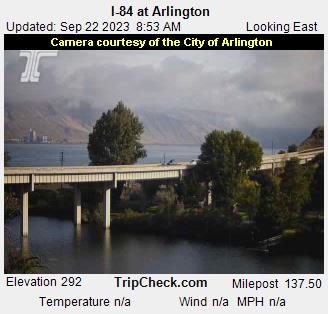 I-84 at Arlington
Updated: Sep 22 2023 8:53 AM Looking East
Camera courtesy of the City of Arlington
Elevation 292 TripCheck.com Milepost 137.50
Temperature n/a Wind n/a MPH n/a